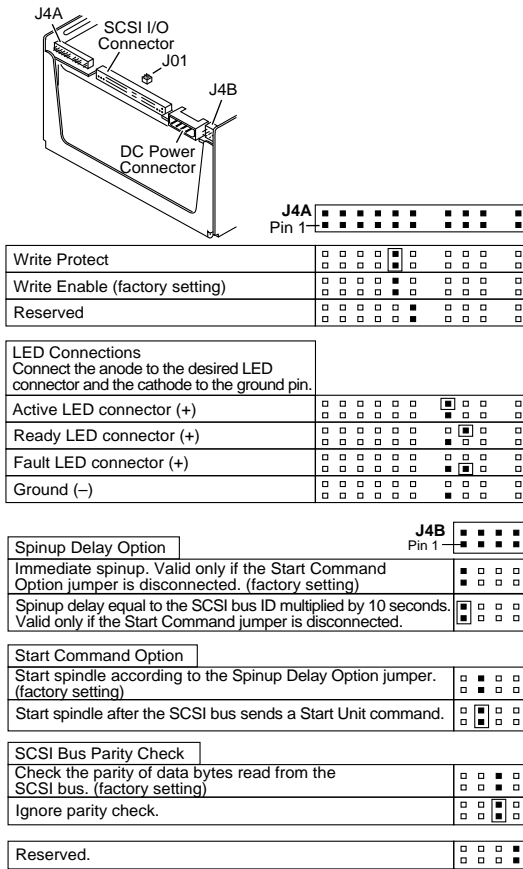 J4A
SCSI I/O
Connector
J01
J4B
DC Power
Connector
J4A
Pin 1
Write Protect
Write Enable (factory setting)
Reserved
LED Connections
Connect the anode to the desired LED
connector and the cathode to the ground pin.
Active LED connector (+)
Ready LED connector (+)
Fault LED connector (+)
Ground (–)
J4B
Pin 1
Spinup Delay Option
Immediate spinup. Valid only if the Start Command
Option jumper is disconnected. (factory setting)
Spinup delay equal to the SCSI bus ID multiplied by 10 seconds.
Valid only if the Start Command jumper is disconnected.
Start Command Option
Start spindle according to the Spinup Delay Option jumper.
(factory setting)
Start spindle after the SCSI bus sends a Start Unit command.
SCSI Bus Parity Check
Check the parity of data bytes read from the
SCSI bus. (factory setting)
Ignore parity check.
Reserved.